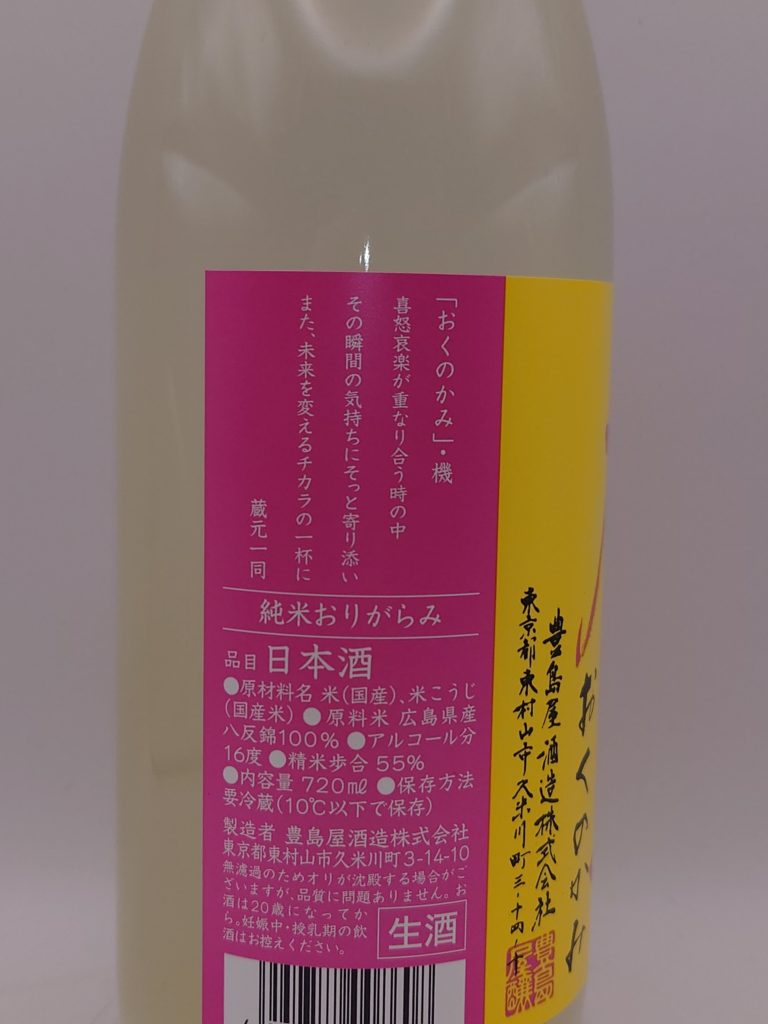 「おくのかみ」・機
喜怒哀楽が重なり合う時の中
その瞬間の気持ちにそっと寄り添い
また、未来を変えるチカラの一杯に
蔵元一同
純米おりがらみ
品目 日本酒
●原材料名 米(国産)、米こうじ
(国産米) ● 原料米 広島県産
八反錦100% ●アルコール分
16度 ●精米歩合 55%
●内容量 720㎖ ●保存方法
要冷蔵(10℃以下で保存)
製造者 豊島屋酒造株式会社
東京都東村山市久米川町3-14-10
無濾過のためオリが沈殿する場合がご
ざいますが、品質に問題ありません。お
酒は20歳になってか
ら。妊娠中・授乳期の飲
酒はお控えください。
生酒
おくのかみ
豊島屋酒造株式会社
東京都東村山市久米川町三・十四・十
豊島
屋醸